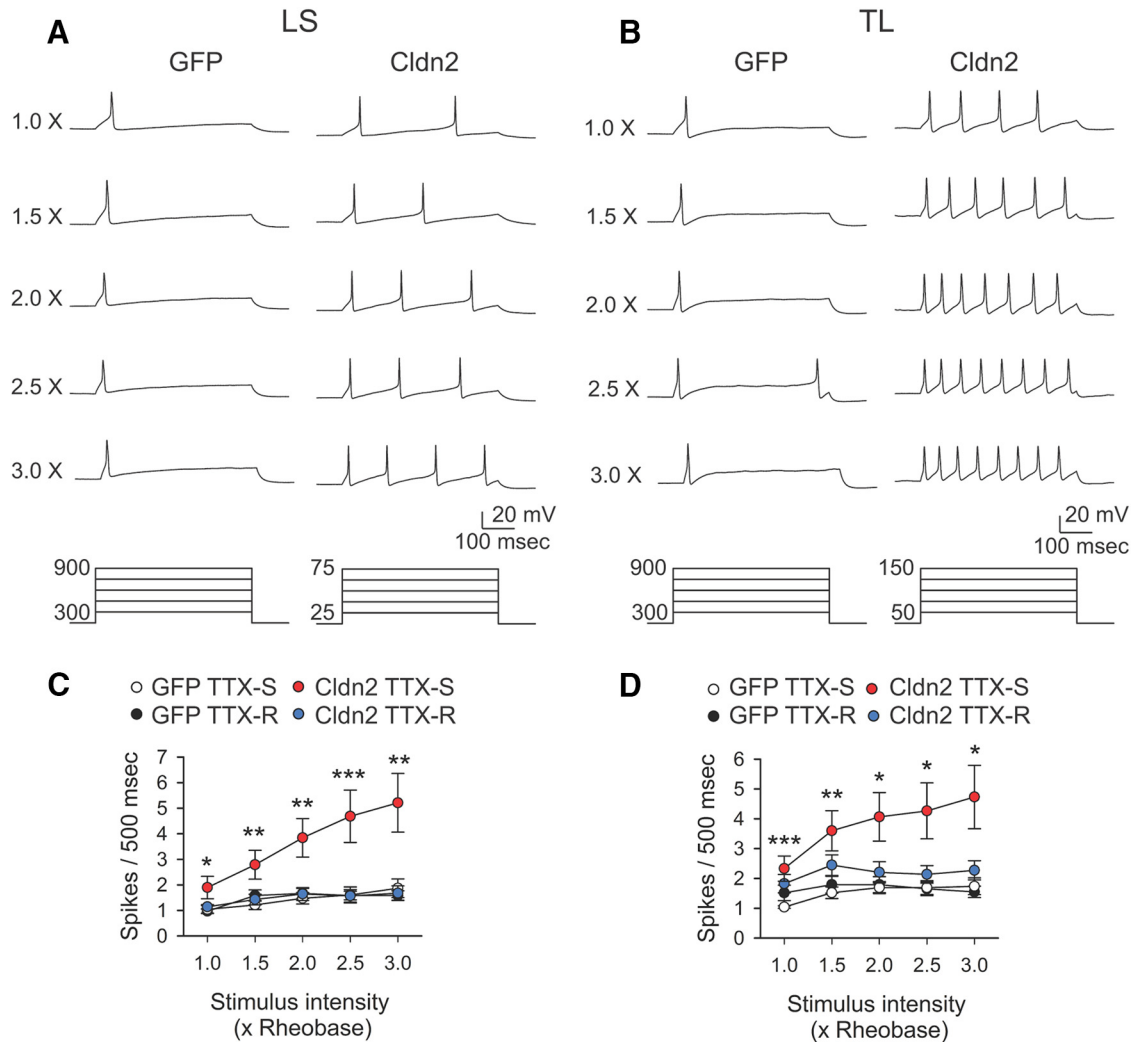 A
LS
GFP
Cldn2
1.0 X
1.5 X
2.0 X
2.5 X
3.0 X
20 mV
100 msec
900
300
75
25
B
TL
GFP
Cldn2
1.0 X
1.5 X
2.0 X
2.5 X
3.0 X
20 mV
100 msec
900
300
150
50
C
GFP TTX-S
Cldn2 TTX-S
GFP TTX-R
Cldn2 TTX-R
Spikes / 500 msec
7
6
5
4
3
2
1
0
*
**
**
***
**
1.0
1.5
2.0
2.5
3.0
Stimulus intensity
(x Rheobase)
D
GFP TTX-S
Cldn2 TTX-S
GFP TTX-R
Cldn2 TTX-R
Spikes / 500 msec
6
5
4
3
2
1
0
***
**
*
*
*
1.0
1.5
2.0
2.5
3.0
Stimulus intensity
(x Rheobase)